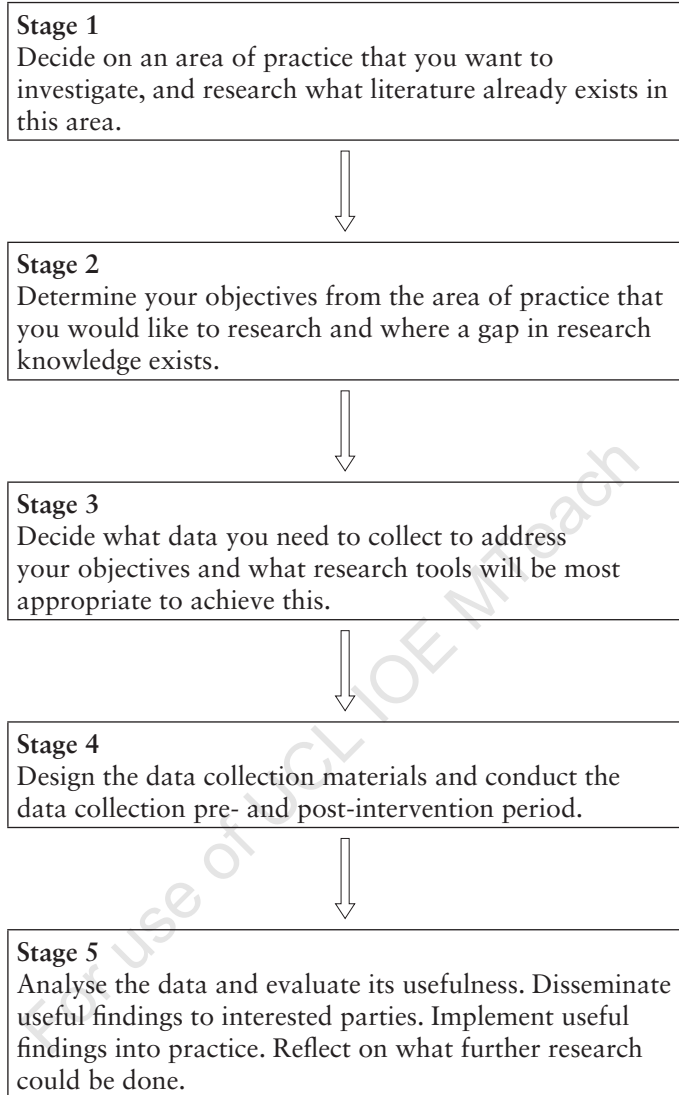 Stage 1
Decide on an area of practice that you want to
investigate, and research what literature already exists in
this area.
Stage 2
Determine your objectives from the area of practice that
you would like to research and where a gap in research
knowledge exists.
Stage 3
Decide what data you need to collect to address
your objectives and what research tools will be most
appropriate to achieve this.
Stage 4
Design the data collection materials and conduct the
data collection pre- and post-intervention period.
Stage 5
Analyse the data and evaluate its usefulness. Disseminate
useful findings to interested parties. Implement useful
findings into practice. Reflect on what further research
could be done.
For use of UCL IOE MTeach